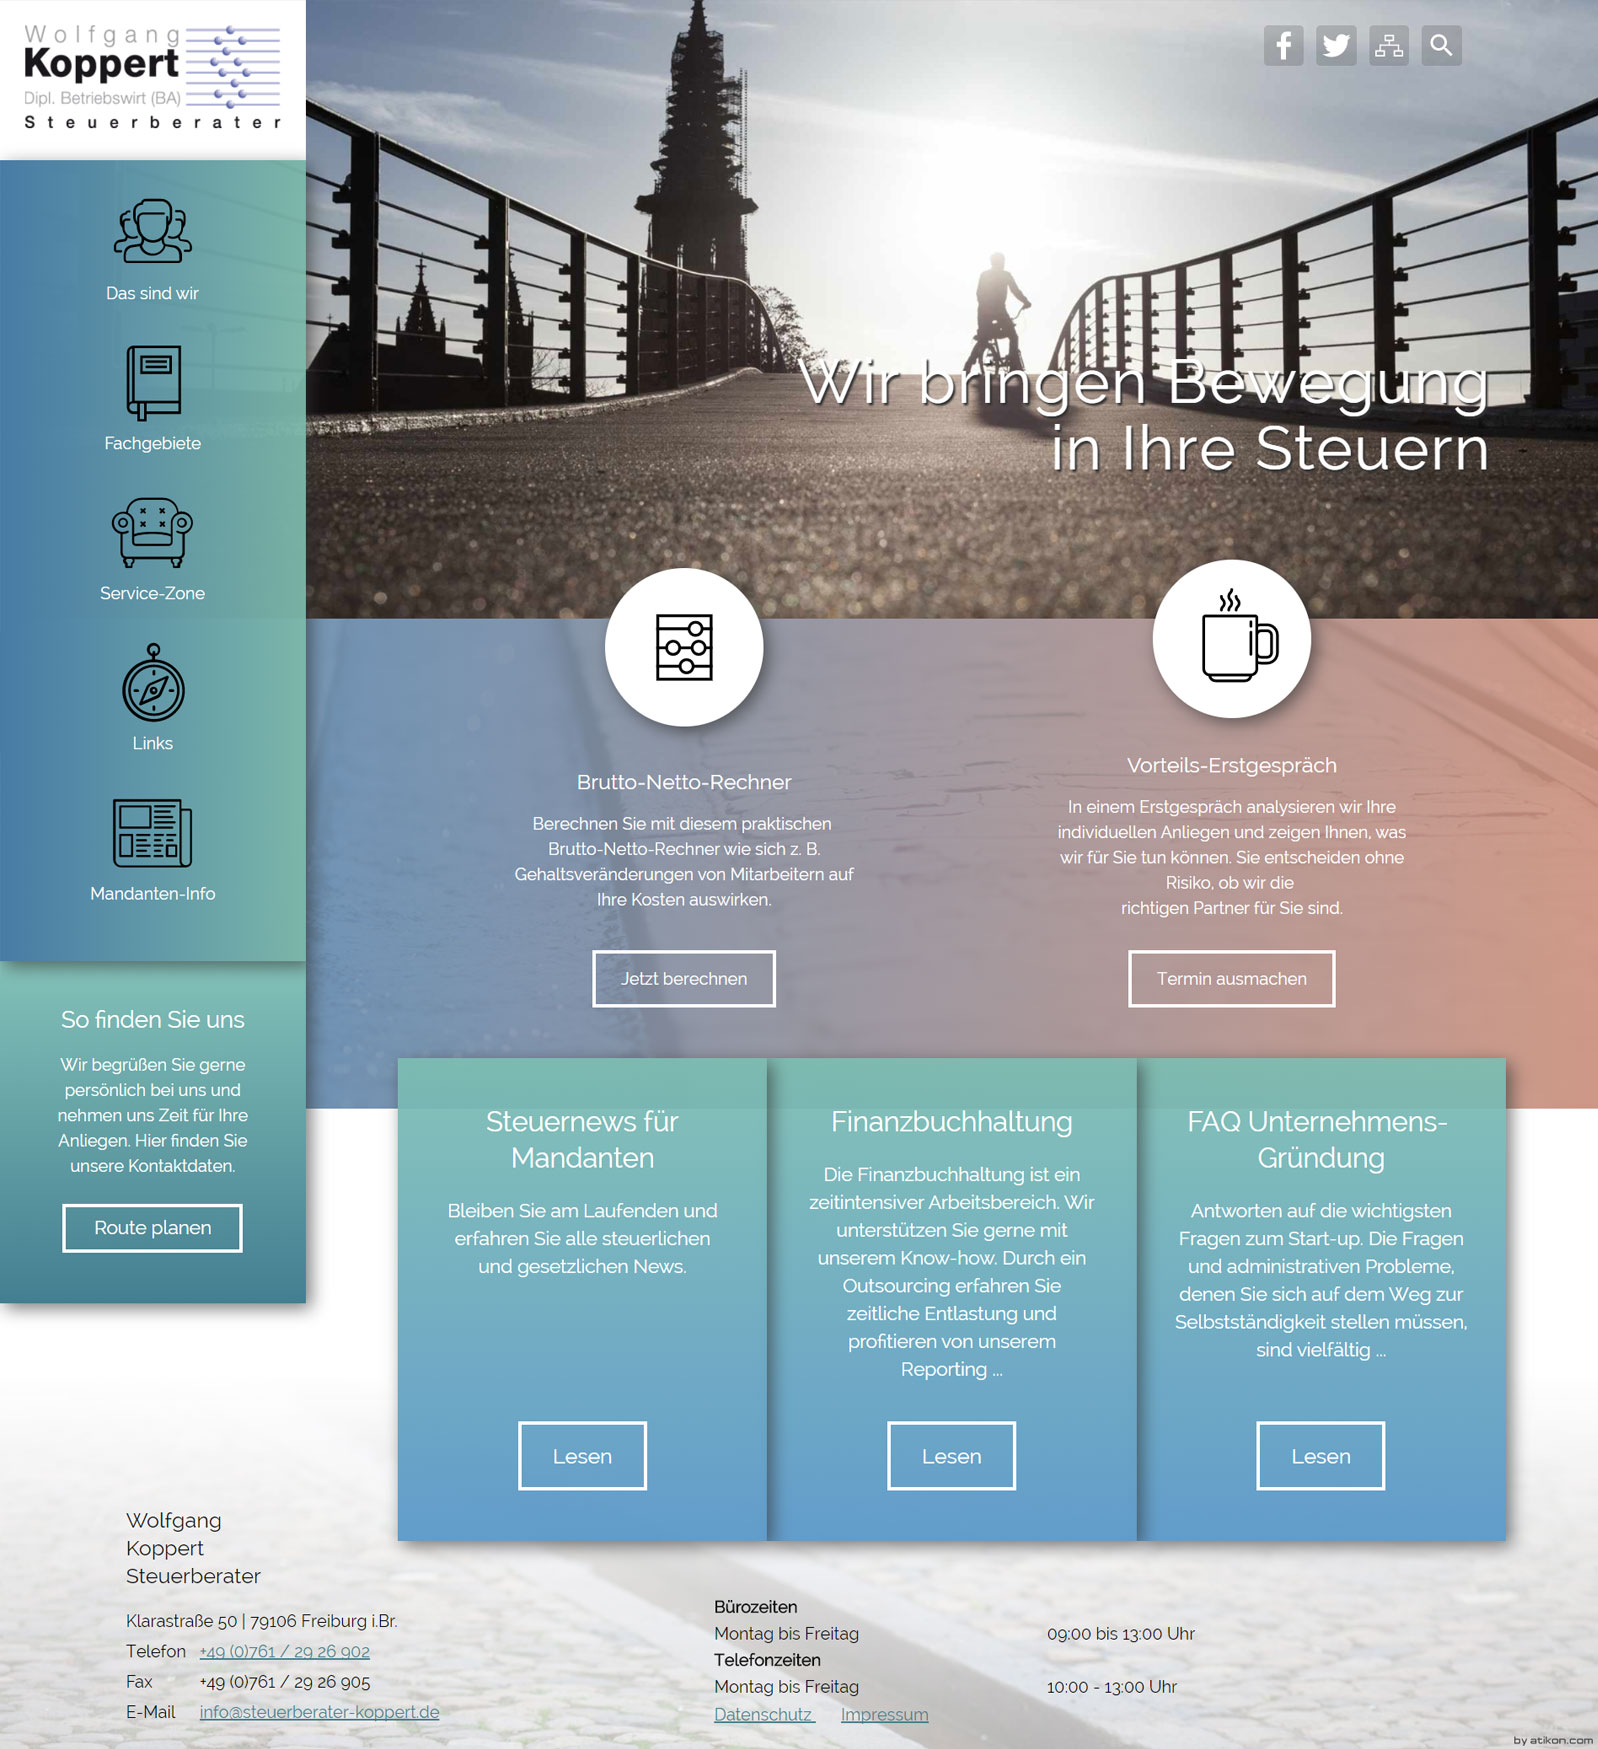 Wolfgang
Koppert
Dipl. Betriebswirt (BA)
Steuerberater
Das sind wir
Fachgebiete
Service-Zone
Links
Mandanten-Info
So finden Sie uns
Wir begrüßen Sie gerne
persönlich bei uns und
nehmen uns Zeit für Ihre
Anliegen. Hier finden Sie
unsere Kontaktdaten.
Route planen
Wir bringen Bewegung
in Ihre Steuern
Brutto-Netto-Rechner
Berechnen Sie mit diesem praktischen
Brutto-Netto-Rechner wie sich z. B.
Gehaltsveränderungen von Mitarbeitern auf
Ihre Kosten auswirken.
Jetzt berechnen
Vorteils-Erstgespräch
In einem Erstgespräch analysieren wir Ihre
individuellen Anliegen und zeigen Ihnen, was
wir für Sie tun können. Sie entscheiden ohne
Risiko, ob wir die
richtigen Partner für Sie sind.
Termin ausmachen
Steuernews für
Mandanten
Bleiben Sie am Laufenden und
erfahren Sie alle steuerlichen
und gesetzlichen News.
Lesen
Finanzbuchhaltung
Die Finanzbuchhaltung ist ein
zeitintensiver Arbeitsbereich. Wir
unterstützen Sie gerne mit
unserem Know-how. Durch ein
Outsourcing erfahren Sie
zeitliche Entlastung und
profitieren von unserem
Reporting ...
Lesen
FAQ Unternehmens-
Gründung
Antworten auf die wichtigsten
Fragen zum Start-up. Die Fragen
und administrativen Probleme,
denen Sie sich auf dem Weg zur
Selbstständigkeit stellen müssen,
sind vielfältig ...
Lesen
Wolfgang
Koppert
Steuerberater
Klarastraße 50 | 79106 Freiburg i.Br.
Telefon +49 (0)761 / 29 26 902
Fax +49 (0)761 / 29 26 905
E-Mail info@steuerberater-koppert.de
Bürozeiten
Montag bis Freitag 09:00 bis 13:00 Uhr
Telefonzeiten
Montag bis Freitag 10:00 - 13:00 Uhr
Datenschutz Impressum
by atikon.com